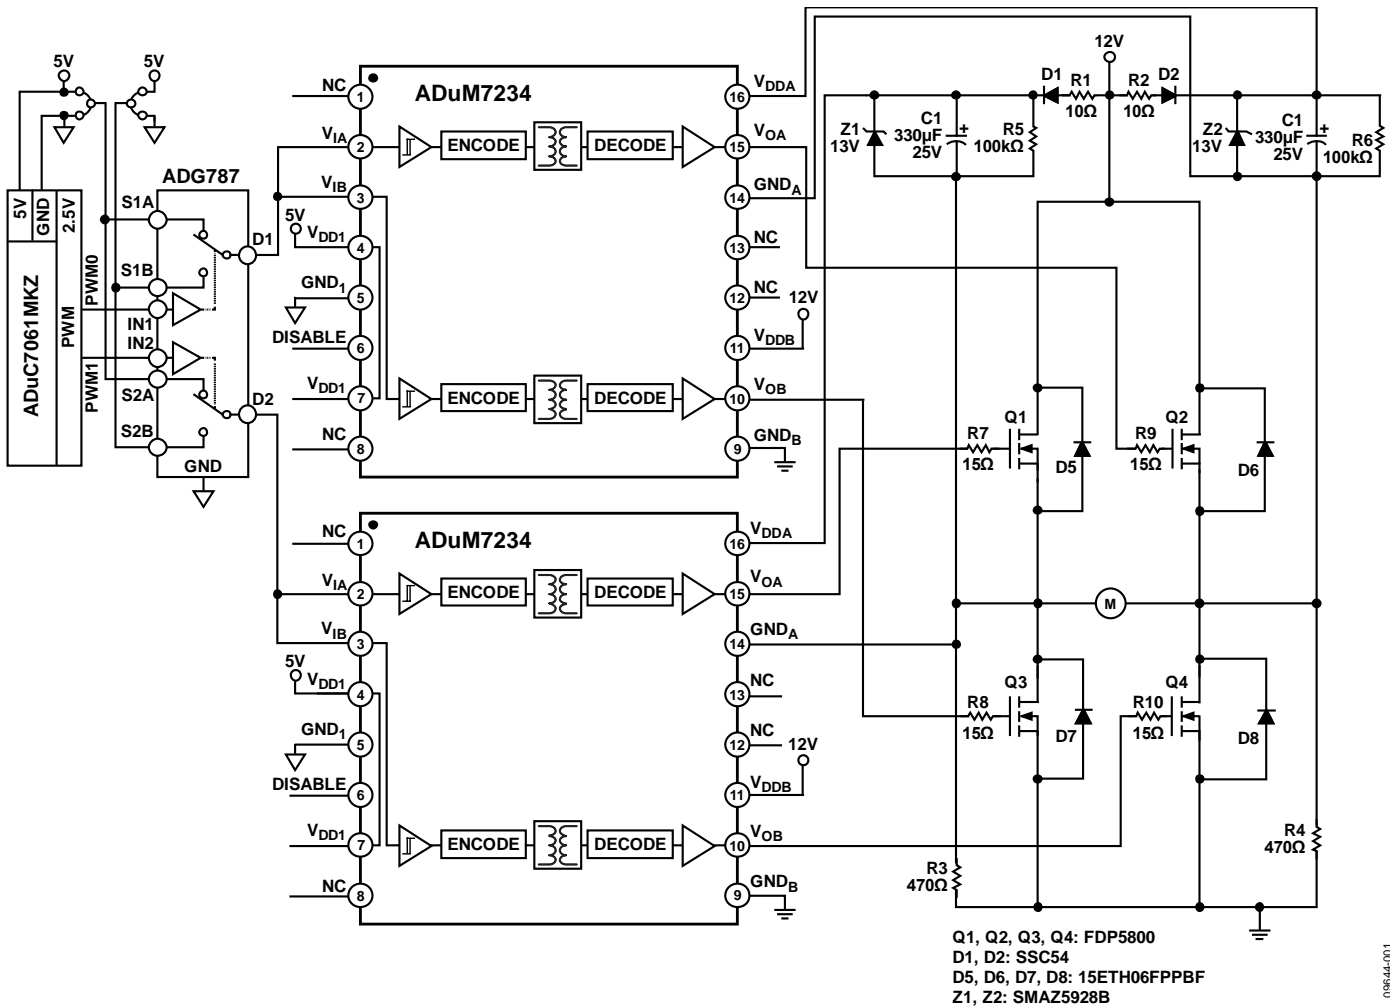 5V
5V
ADG787
S1A
S1B
IN1
IN2
S2A
S2B
GND
D1
D2
5V
GND
2.5V
ADuC7061MKZ
PWM
PWM0
PWM1
ADuM7234
NC
1
VIA
2
VIB
3
5V
VDD1
4
GND1
5
DISABLE
6
VDD1
7
NC
8
ENCODE
DECODE
ENCODE
DECODE
16
VDDA
15
VOA
14
GNDA
13
NC
12
NC
12V
11
VDDB
10
VOB
9
GNDB
ADuM7234
NC
1
VIA
2
VIB
3
5V
VDD1
4
GND1
5
DISABLE
6
VDD1
7
NC
8
ENCODE
DECODE
ENCODE
DECODE
16
VDDA
15
VOA
14
GNDA
13
NC
12
NC
12V
11
VDDB
10
VOB
9
GNDB
12V
D1
R1
10Ω
R2
10Ω
D2
Z1
13V
C1
330µF
25V
+
R5
100kΩ
Z2
13V
C1
330µF
25V
+
R6
100kΩ
Q1
R7
15Ω
D5
Q2
R9
15Ω
D6
M
Q3
R8
15Ω
D7
Q4
R10
15Ω
D8
R3
470Ω
R4
470Ω
Q1, Q2, Q3, Q4: FDP5800
D1, D2: SSC54
D5, D6, D7, D8: 15ETH06FPPBF
Z1, Z2: SMAZ5928B
09644-001